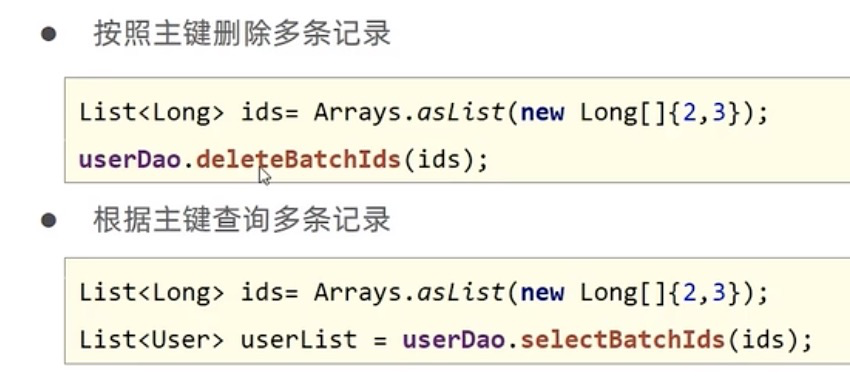 ● 按照主键删除多条记录
List<Long> ids= Arrays.asList(new Long[]{2,3});
userDao.deleteBatchIds(ids);
● 根据主键查询多条记录
List<Long> ids= Arrays.asList(new Long[]{2,3});
List<User> userList = userDao.selectBatchIds(ids);